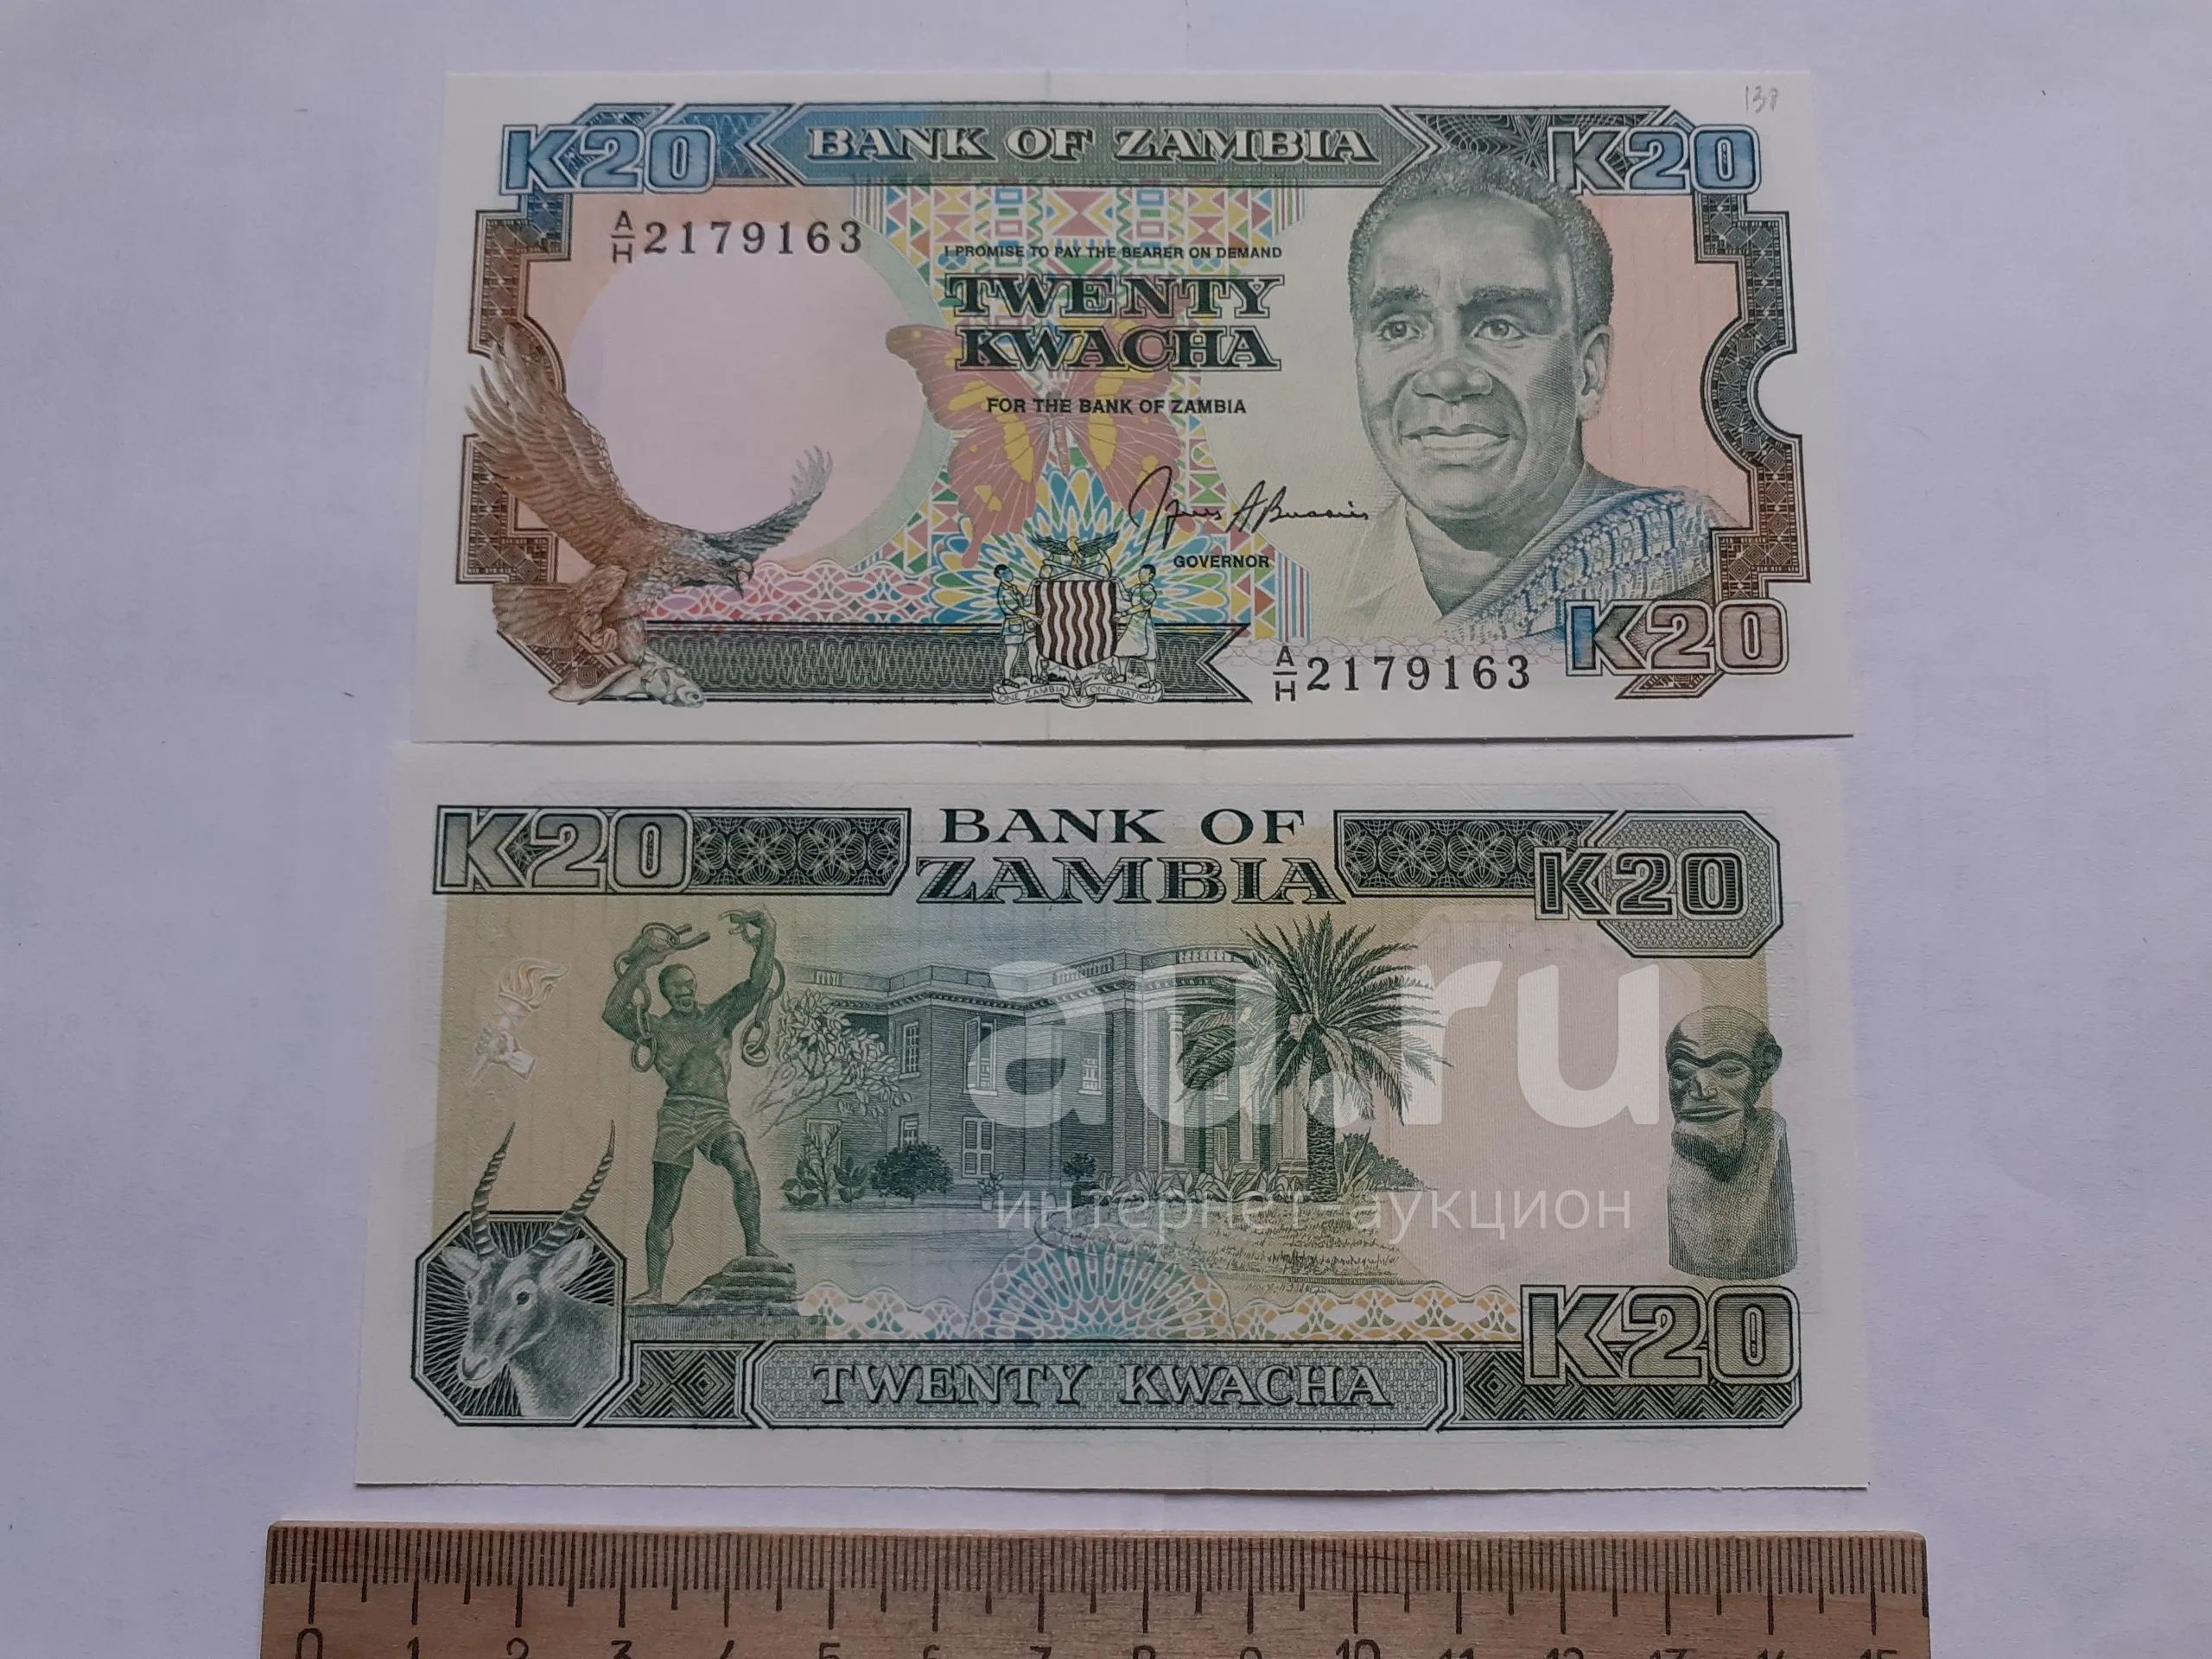 138
K20 BANK OF ZAMBIA K20
A/H 2179163
I PROMISE TO PAY THE BEARER ON DEMAND
TWENTY
KWACHA
FOR THE BANK OF ZAMBIA
GOVERNOR
K20
A/H 2179163
ONE ZAMBIA ONE NATION
K20 BANK OF K20
ZAMBIA
au.ru
интернет аукцион
K20
TWENTY KWACHA
0 1 2 3 4 5 6 7 8 9 10 11 12 13 14 15